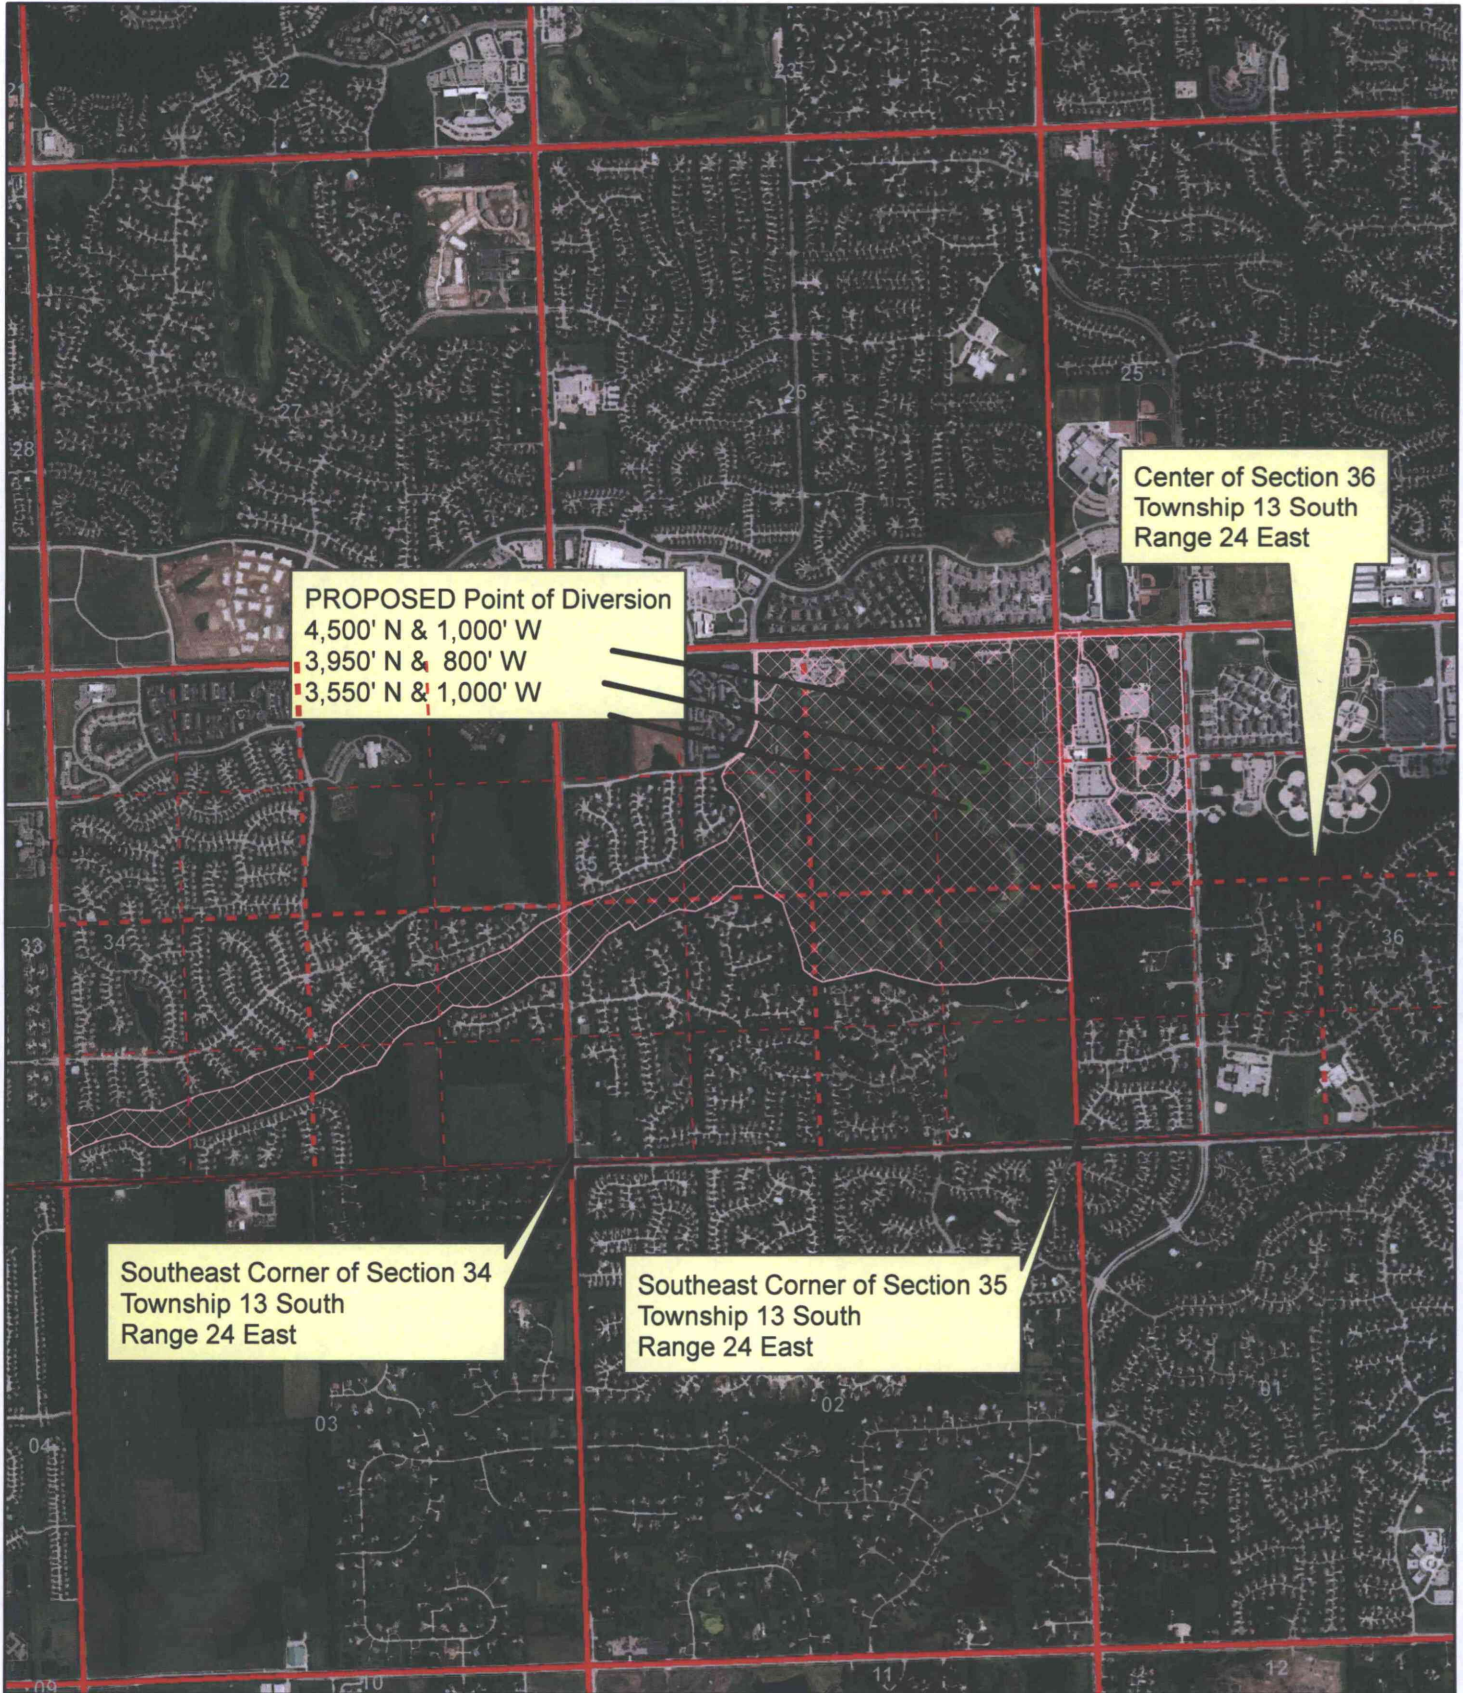 22
23
27
26
25
28
Center of Section 36
Township 13 South
Range 24 East
PROPOSED Point of Diversion
4,500' N & 1,000' W
3,950' N & 800' W
3,550' N & 1,000' W
33
34
36
Southeast Corner of Section 34
Township 13 South
Range 24 East
Southeast Corner of Section 35
Township 13 South
Range 24 East
01
02
03
04
09
10
11
12